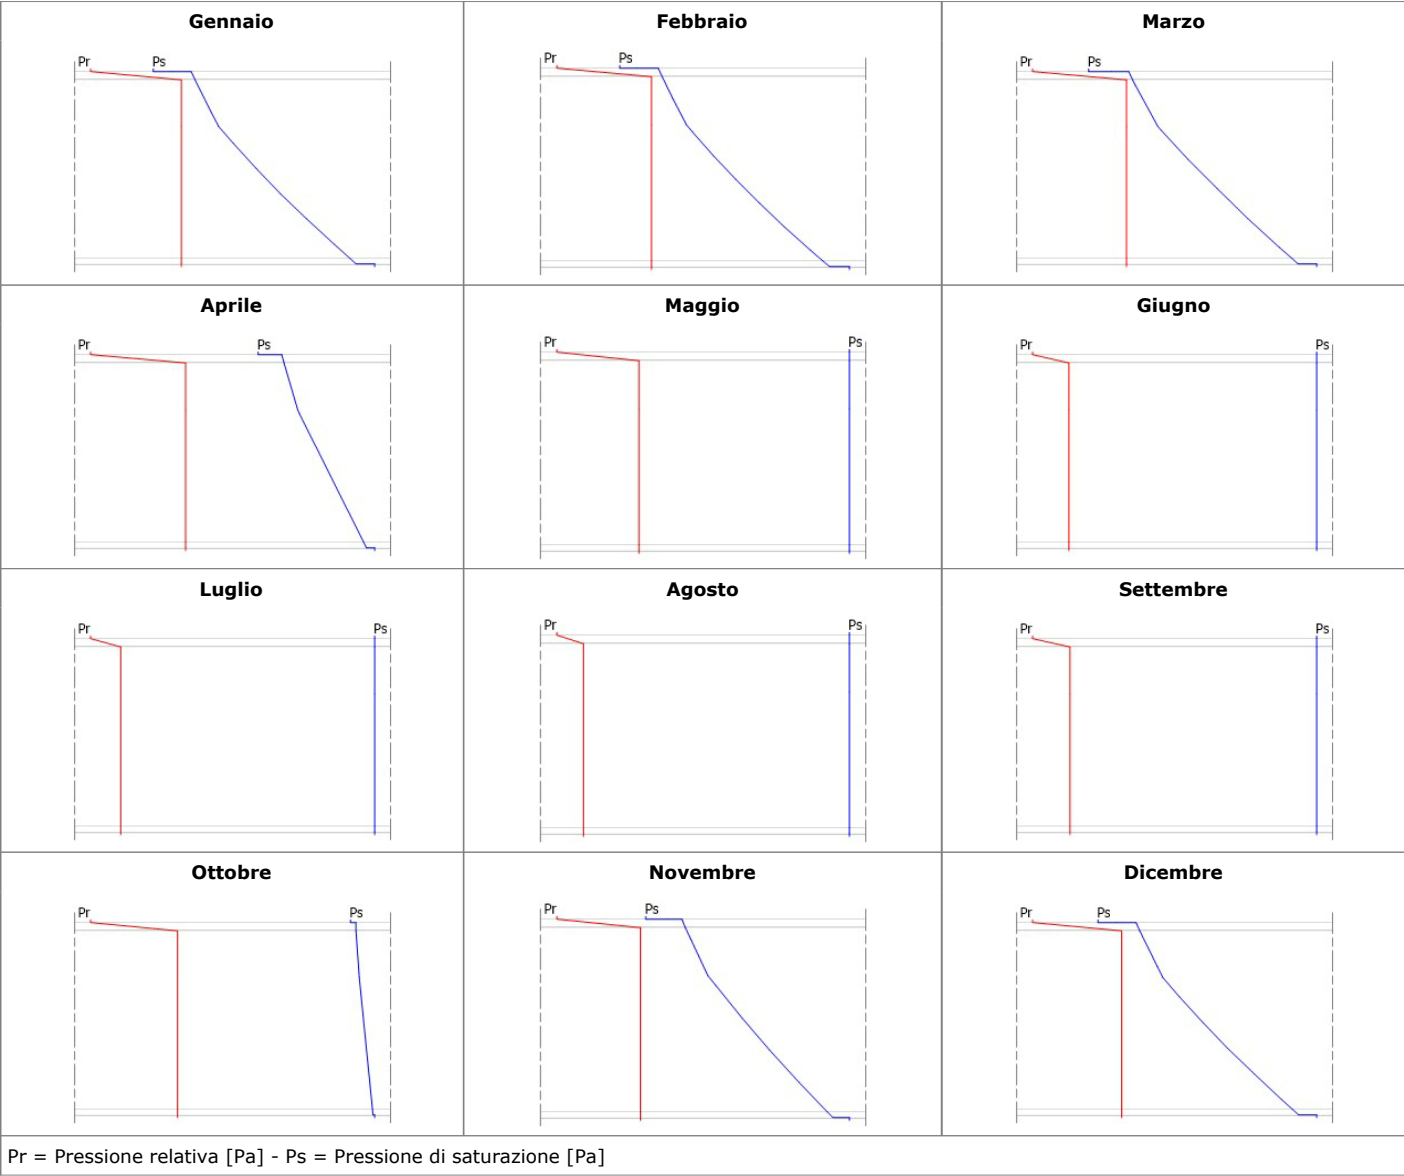 Gennaio
Febbraio
Marzo
Pr Ps
Pr Ps
Pr Ps
Aprile
Maggio
Giugno
Pr Ps
Pr Ps
Pr Ps
Luglio
Agosto
Settembre
Pr Ps
Pr Ps
Pr Ps
Ottobre
Novembre
Dicembre
Pr Ps
Pr Ps
Pr Ps
Pr = Pressione relativa [Pa] - Ps = Pressione di saturazione [Pa]